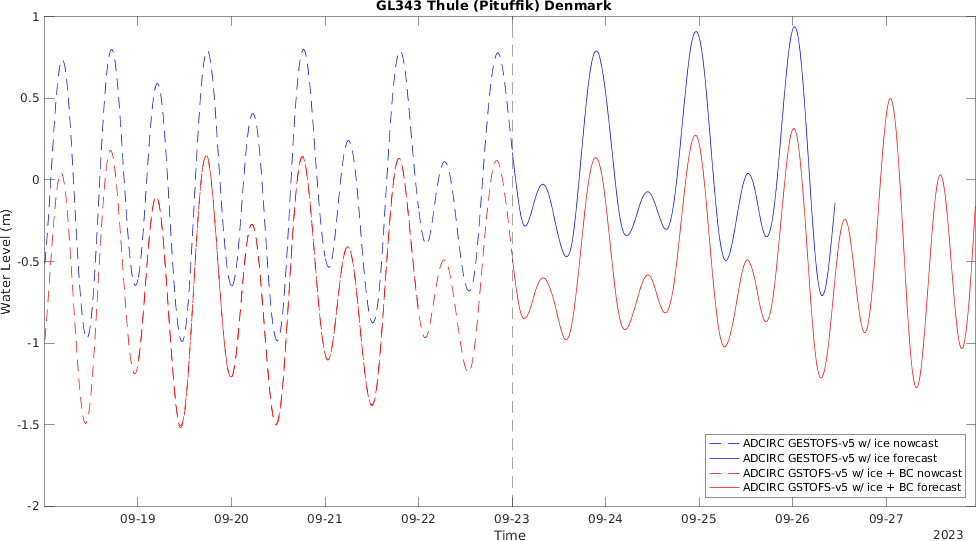 GL343 Thule (Pituffik) Denmark
1
0.5
0
-0.5
-1
-1.5
-2
Water Level (m)
ADCIRC GESTOFS-v5 w/ ice nowcast
ADCIRC GESTOFS-v5 w/ ice forecast
ADCIRC GSTOFS-v5 w/ ice + BC nowcast
ADCIRC GSTOFS-v5 w/ ice + BC forecast
09-19 09-20 09-21 09-22 09-23 09-24 09-25 09-26 09-27
Time
2023